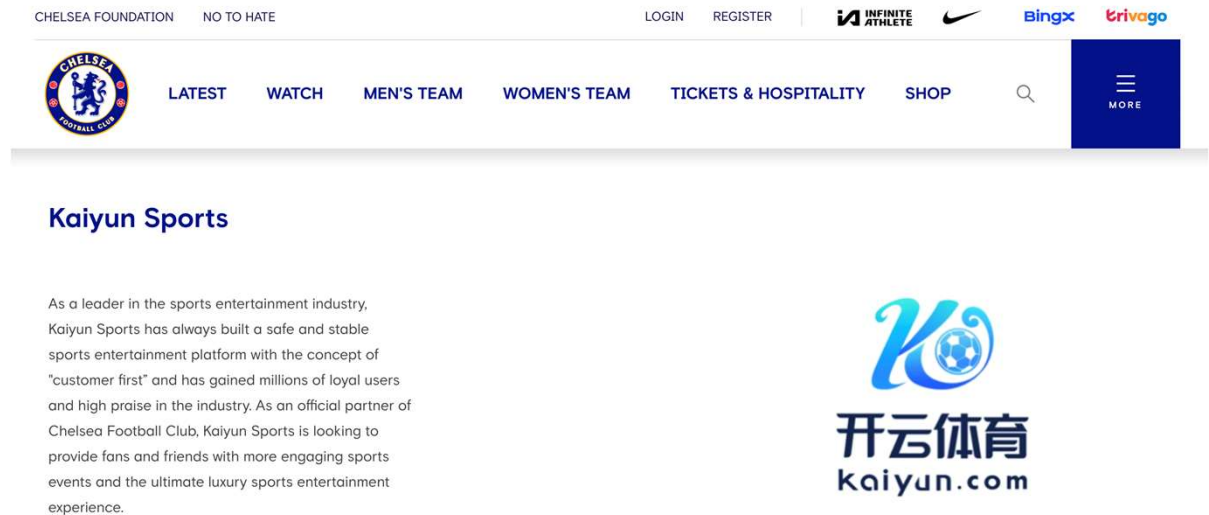 CHELSEA FOUNDATION NO TO HATE LOGIN REGISTER INFINITE ATHLETE Bingx trivago
CHELSEA FOOTBALL CLUB
LATEST WATCH MEN'S TEAM WOMEN'S TEAM TICKETS & HOSPITALITY SHOP MORE
Kaiyun Sports
As a leader in the sports entertainment industry,
Kaiyun Sports has always built a safe and stable
sports entertainment platform with the concept of
"customer first” and has gained millions of loyal users
and high praise in the industry. As an official partner of
Chelsea Football Club, Kaiyun Sports is looking to
provide fans and friends with more engaging sports
events and the ultimate luxury sports entertainment
experience.
开云体育
kaiyun.com